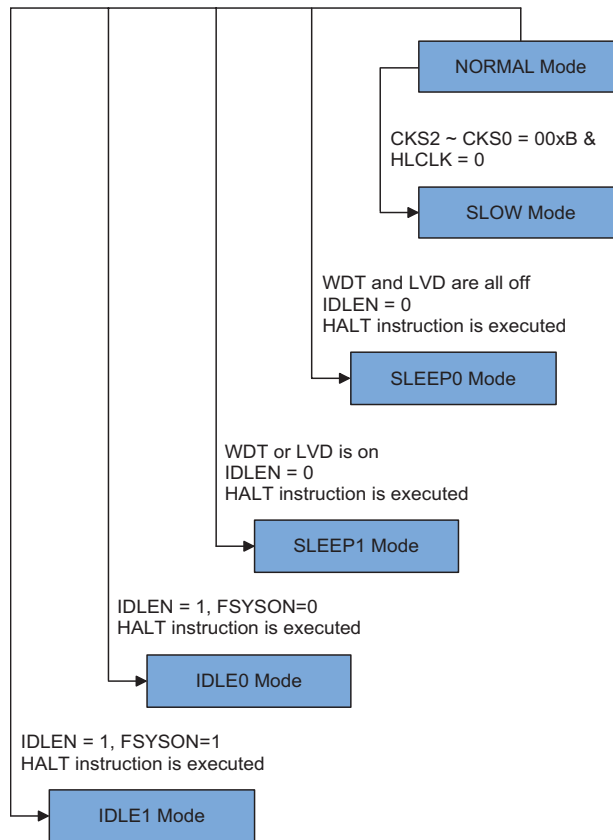 NORMAL Mode
CKS2 ~ CKS0 = 00xB &
HLCLK = 0
SLOW Mode
WDT and LVD are all off
IDLEN = 0
HALT instruction is executed
SLEEP0 Mode
WDT or LVD is on
IDLEN = 0
HALT instruction is executed
SLEEP1 Mode
IDLEN = 1, FSYSON=0
HALT instruction is executed
IDLE0 Mode
IDLEN = 1, FSYSON=1
HALT instruction is executed
IDLE1 Mode